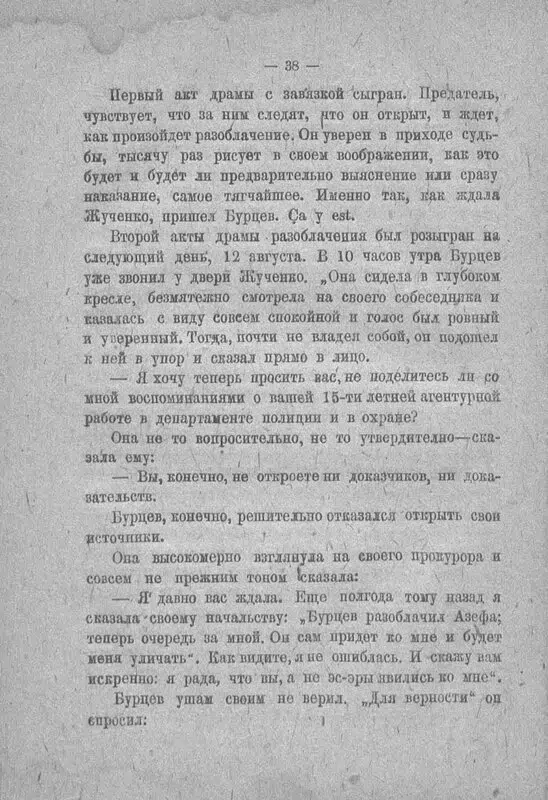 — 38 —
Первый акт драмы с завязкой сыгран. Предатель,
чувствует, что за ним следят, что он открыт, и ждет,
как произойдет разоблачение. Он уверен в приходе судь-
бы, тысячу раз рисует в своем воображении, как это
будет и будет ли предварительно выяснение или сразу
наказание, самое тягчайшее. Именно так, как ждала
Жученко, пришел Бурцев. Ça y est.
Второй акты драмы разоблачения был розыгран на
следующий день, 12 августа. В 10 часов утра Бурцев
уже звонил у двери Жученко. „Она сидела в глубоком
кресле, безмятежно смотрела на своего собеседника и
казалась с виду совсем спокойной и голос был ровный
и уверенный. Тогда, почти не владея собой, он подошел
к ней в упор и сказал прямо в лицо.
— Я хочу теперь просить вас, не поделитесь ли со
мной воспоминаниями о вашей 15-ти летней агентурной
работе в департаменте полиции и в охране?
Она не то вопросительно, не то утвердительно—ска-
зала ему:
— Вы, конечно, не откроете ни доказчиков, ни дока-
зательств.
Бурцев, конечно, решительно отказался открыть свои
источники.
Она высокомерно взглянула на своего прокурора и
совсем не прежним тоном сказала:
— Я давно вас ждала. Еще полгода тому назад я
сказала своему начальству: „Бурцев разоблачил Азефа;
теперь очередь за мной. Он сам придет ко мне и будет
меня уличать“. Как видите, я не ошиблась. И скажу вам
искренно: я рада, что вы, а не эс-эры явились ко мне“.
Бурцев ушам своим не верил. „Для верности“ он
спросил: